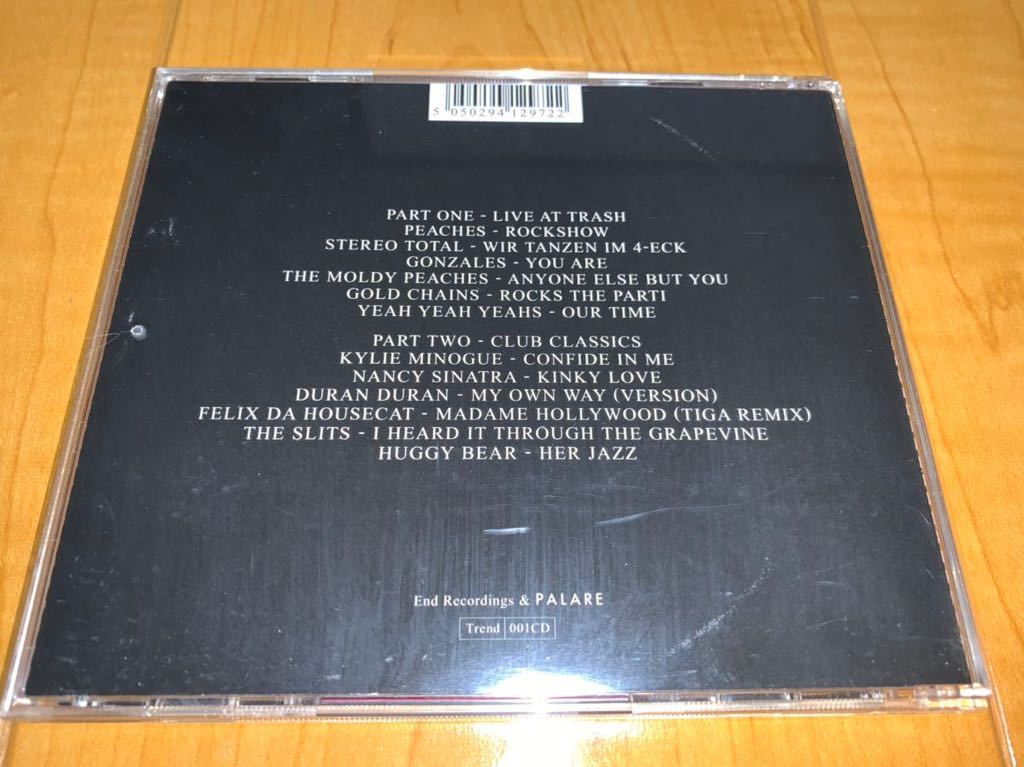 5 050294 129722
PART ONE - LIVE AT TRASH
PEACHES - ROCKSHOW
STEREO TOTAL - WIR TANZEN IM 4-ECK
GONZALES - YOU ARE
THE MOLDY PEACHES - ANYONE ELSE BUT YOU
GOLD CHAINS - ROCKS THE PARTI
YEAH YEAH YEAHS - OUR TIME
PART TWO - CLUB CLASSICS
KYLIE MINOGUE - CONFIDE IN ME
NANCY SINATRA - KINKY LOVE
DURAN DURAN - MY OWN WAY (VERSION)
FELIX DA HOUSECAT - MADAME HOLLYWOOD (TIGA REMIX)
THE SLITS - I HEARD IT THROUGH THE GRAPEVINE
HUGGY BEAR - HER JAZZ
End Recordings & PALARE
Trend 001CD